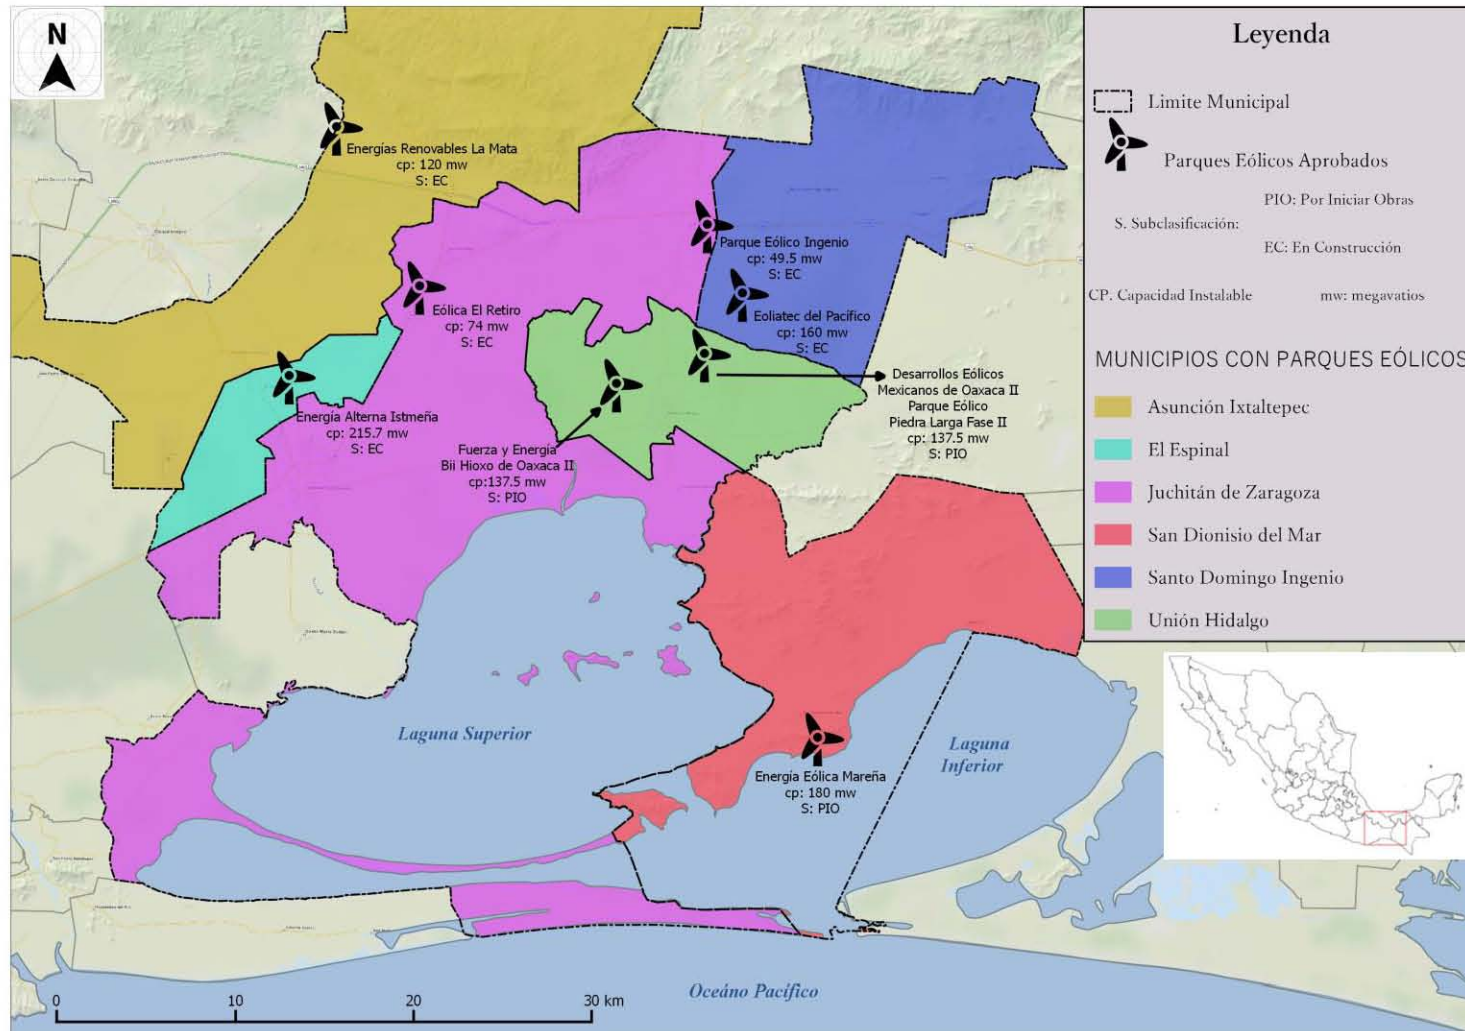 N
Energías Renovables La Mata
cp: 120 mw
S: EC
Parque Eólico Ingenio
cp: 49.5 mw
S: EC
Eólica El Retiro
cp: 74 mw
S: EC
Eoliatec del Pacífico
cp: 160 mw
S: EC
Desarrollos Eólicos
Mexicanos de Oaxaca II
Parque Eólico
Piedra Larga Fase II
cp: 137.5 mw
S: PIO
Energía Alterna Istmeña
cp: 215.7 mw
S: EC
Fuerza y Energía
Bii Hioxo de Oaxaca II
cp:137.5 mw
S: PIO
Laguna Superior
Laguna
Inferior
Energía Eólica Mareña
cp: 180 mw
S: PIO
Oceáno Pacífico
0 10 20 30 km
Leyenda
Limite Municipal
Parques Eólicos Aprobados
PIO: Por Iniciar Obras
S. Subclasificación:
EC: En Construcción
CP. Capacidad Instalable mw: megavatios
MUNICIPIOS CON PARQUES EÓLICOS
Asunción Ixtaltepec
El Espinal
Juchitán de Zaragoza
San Dionisio del Mar
Santo Domingo Ingenio
Unión Hidalgo